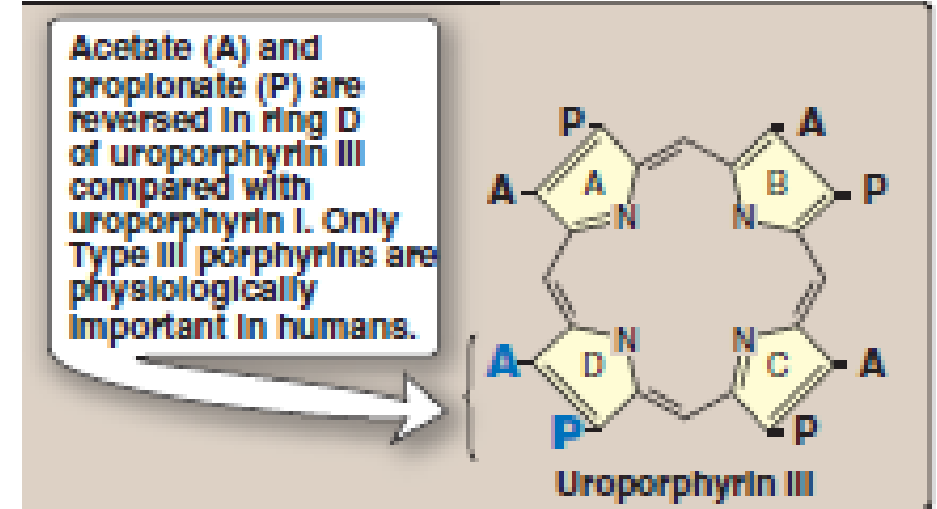 Acetate (A) and
propionate (P) are
reversed in ring D
of uroporphyrin III
compared with
uroporphyrin I. Only
Type III porphyrins are
physiologically
important in humans.
P A
A A B P
N N
N N
A D C A
P P
Uroporphyrin III